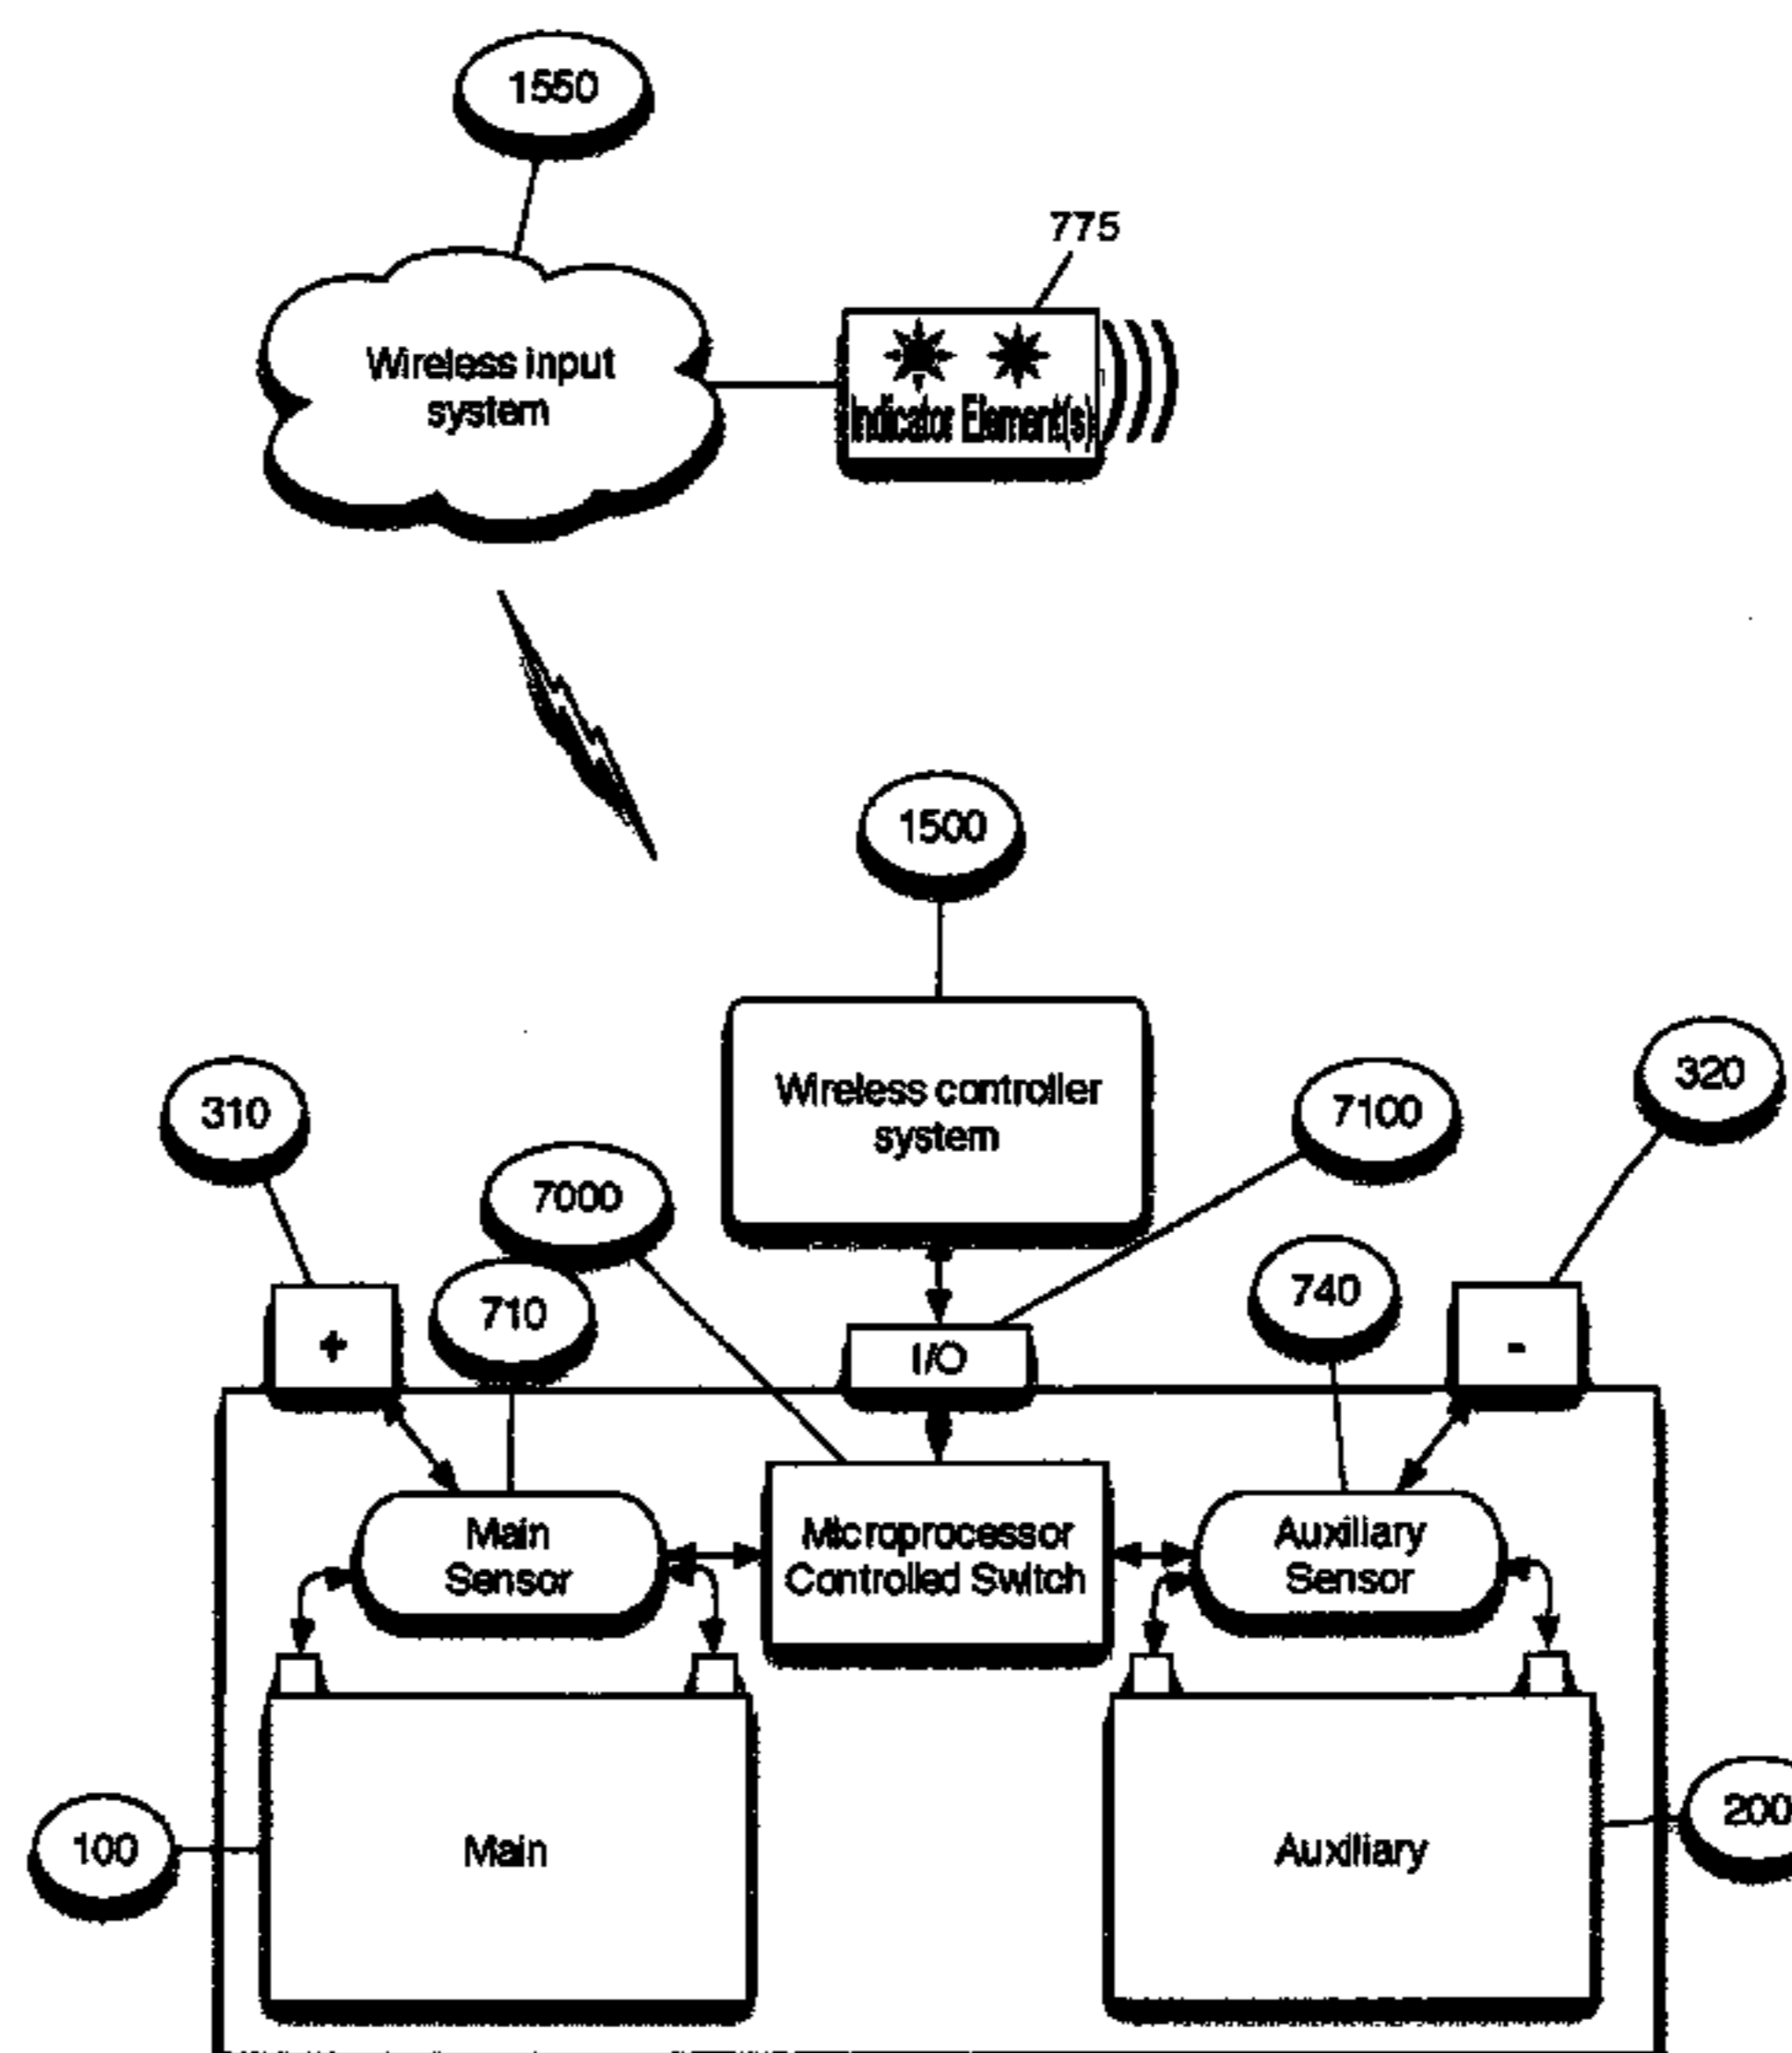 1550
775
Wireless input
system
Indicator Element(s)
1500
Wireless controller
system
310
320
7100
7000
710
740
+
I/O
-
Main
Sensor
Microprocessor
Controlled Switch
Auxiliary
Sensor
100
Main
Auxiliary
200